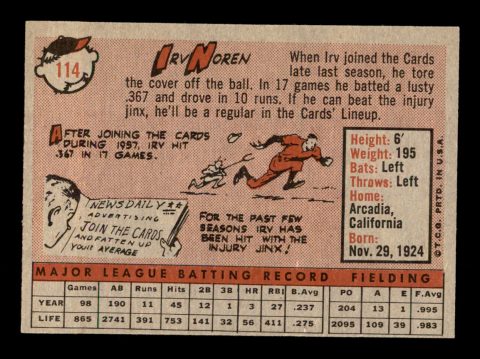 114
IRV NOREN
When Irv joined the Cards
late last season, he tore
the cover off the ball. In 17 games he batted a lusty
.367 and drove in 10 runs. If he can beat the injury
jinx, he'll be a regular in the Cards' Lineup.
AFTER JOINING THE CARDS
DURING 1957, IRV HIT
.367 IN 17 GAMES.
NEWS DAILY
ADVERTISING
JOIN THE CARDS
AND FATTEN UP
YOUR AVERAGE
FOR THE PAST FEW
SEASONS IRV HAS
BEEN HIT WITH THE
INJURY JINX!
Height: 6'
Weight: 195
Bats: Left
Throws: Left
Home:
Arcadia,
California
Born:
Nov. 29, 1924
© T.C.G. PRTD. IN U.S.A.
MAJOR LEAGUE BATTING RECORD FIELDING
Games AB R H 2B 3B HR RBI B.Avg PO A E F.Avg.
YEAR 98 190 11 45 12 1 3 27 .237 204 13 1 .995
LIFE 865 2741 391 753 141 32 56 411 .275 2095 109 39 .983